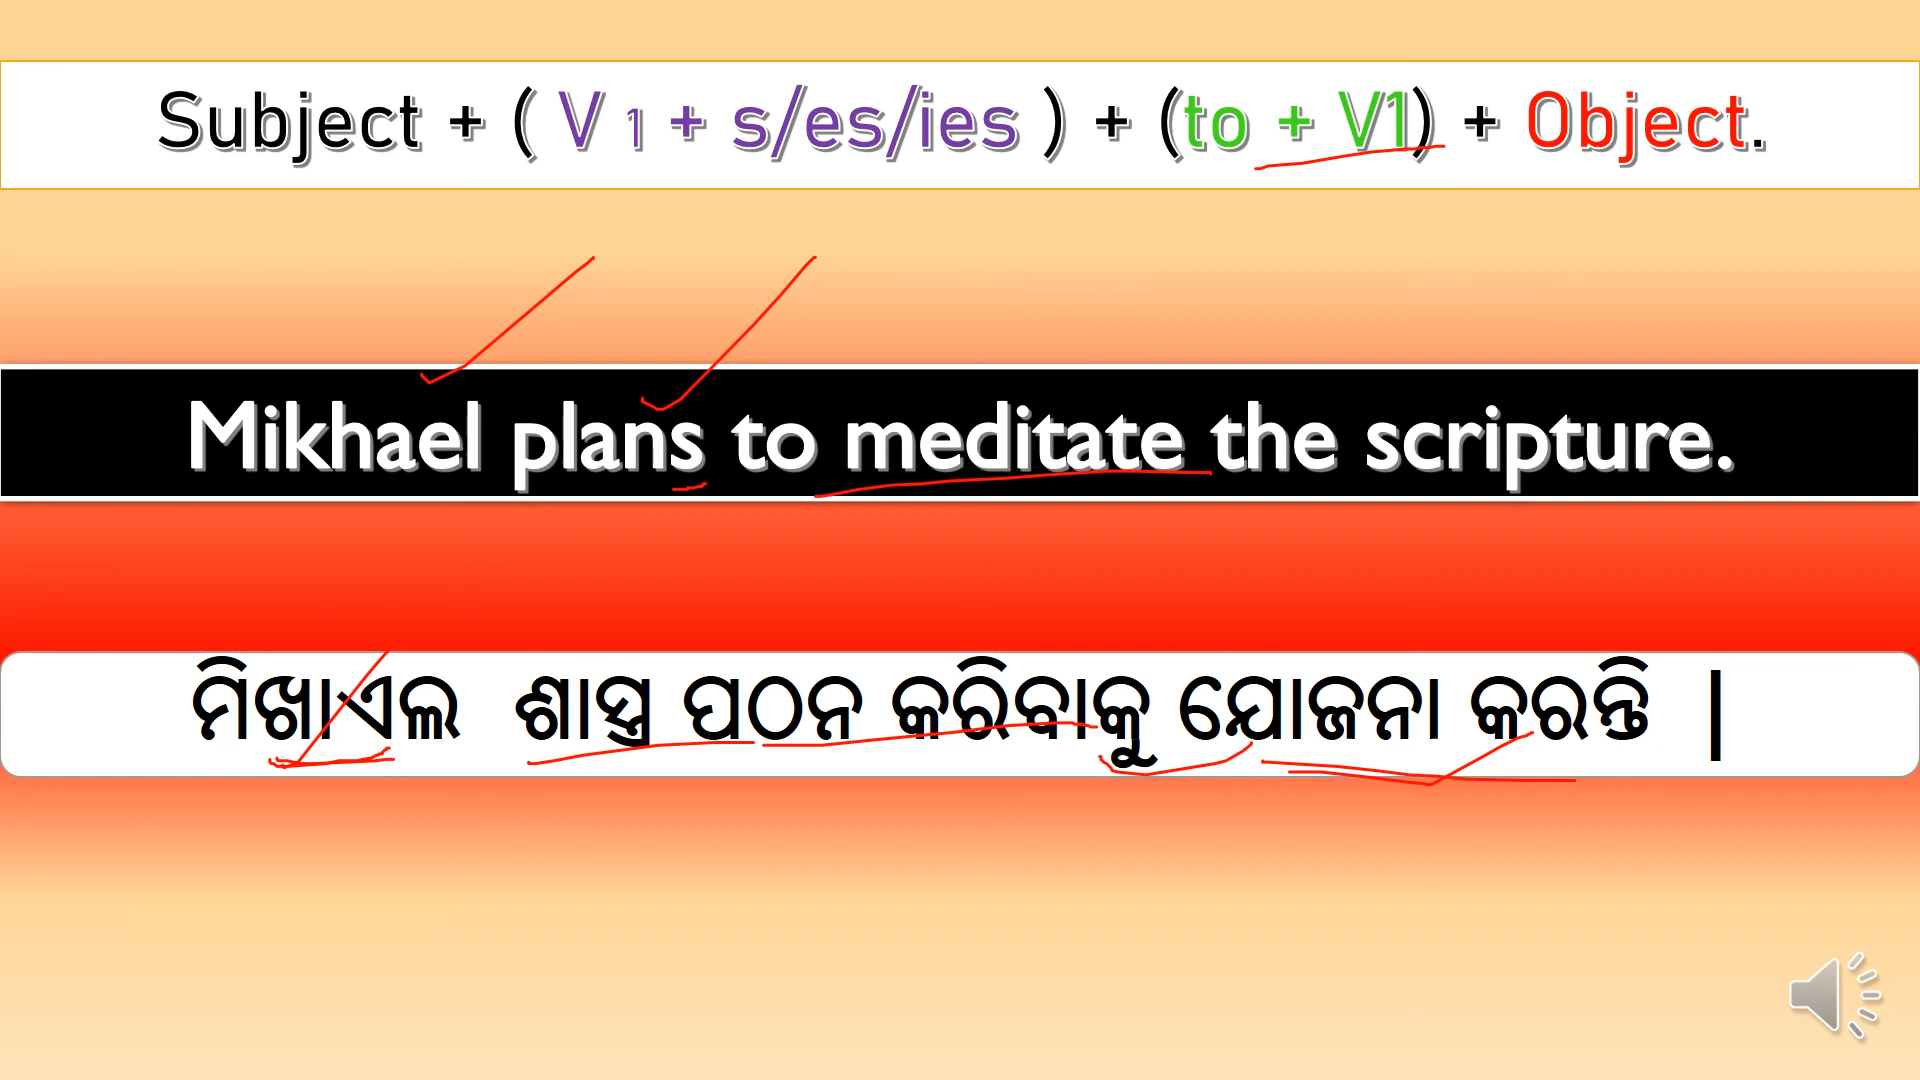 Subject + ( V 1 + s/es/ies ) + (to + V1) + Object.
Mikhael plans to meditate the scripture.
ମିଖାଏଲ ଶାସ୍ତ୍ର ପଠନ କରିବାକୁ ଯୋଜନା କରନ୍ତି |